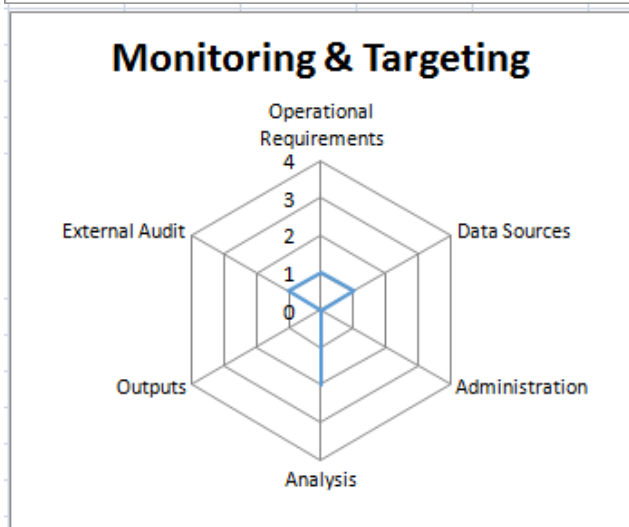 Monitoring & Targeting
Operational
Requirements
4
3
2
1
0
External Audit
Data Sources
Outputs
Administration
Analysis